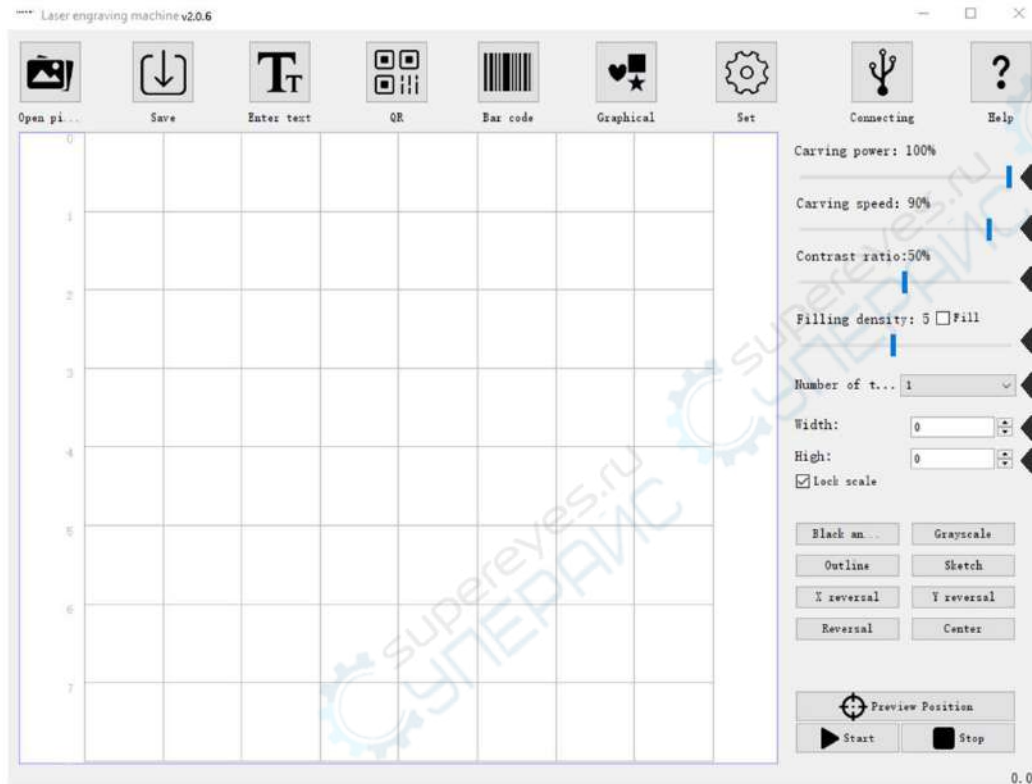 Laser engraving machine v2.0.6
Open pi... Save Enter text QR Bar code Graphical Set Connecting Help
0
1
2
3
4
5
6
7
Carving power: 100%
Carving speed: 90%
Contrast ratio:50%
Filling density: 5 Fill
Number of t... 1
Width: 0
High: 0
Lock scale
Black an... Grayscale
Outline Sketch
X reversal Y reversal
Reversal Center
Preview Position
Start Stop
0.0
supereyes.ru
СУПЕРАЙС
supereyes.ru
СУПЕРАЙС